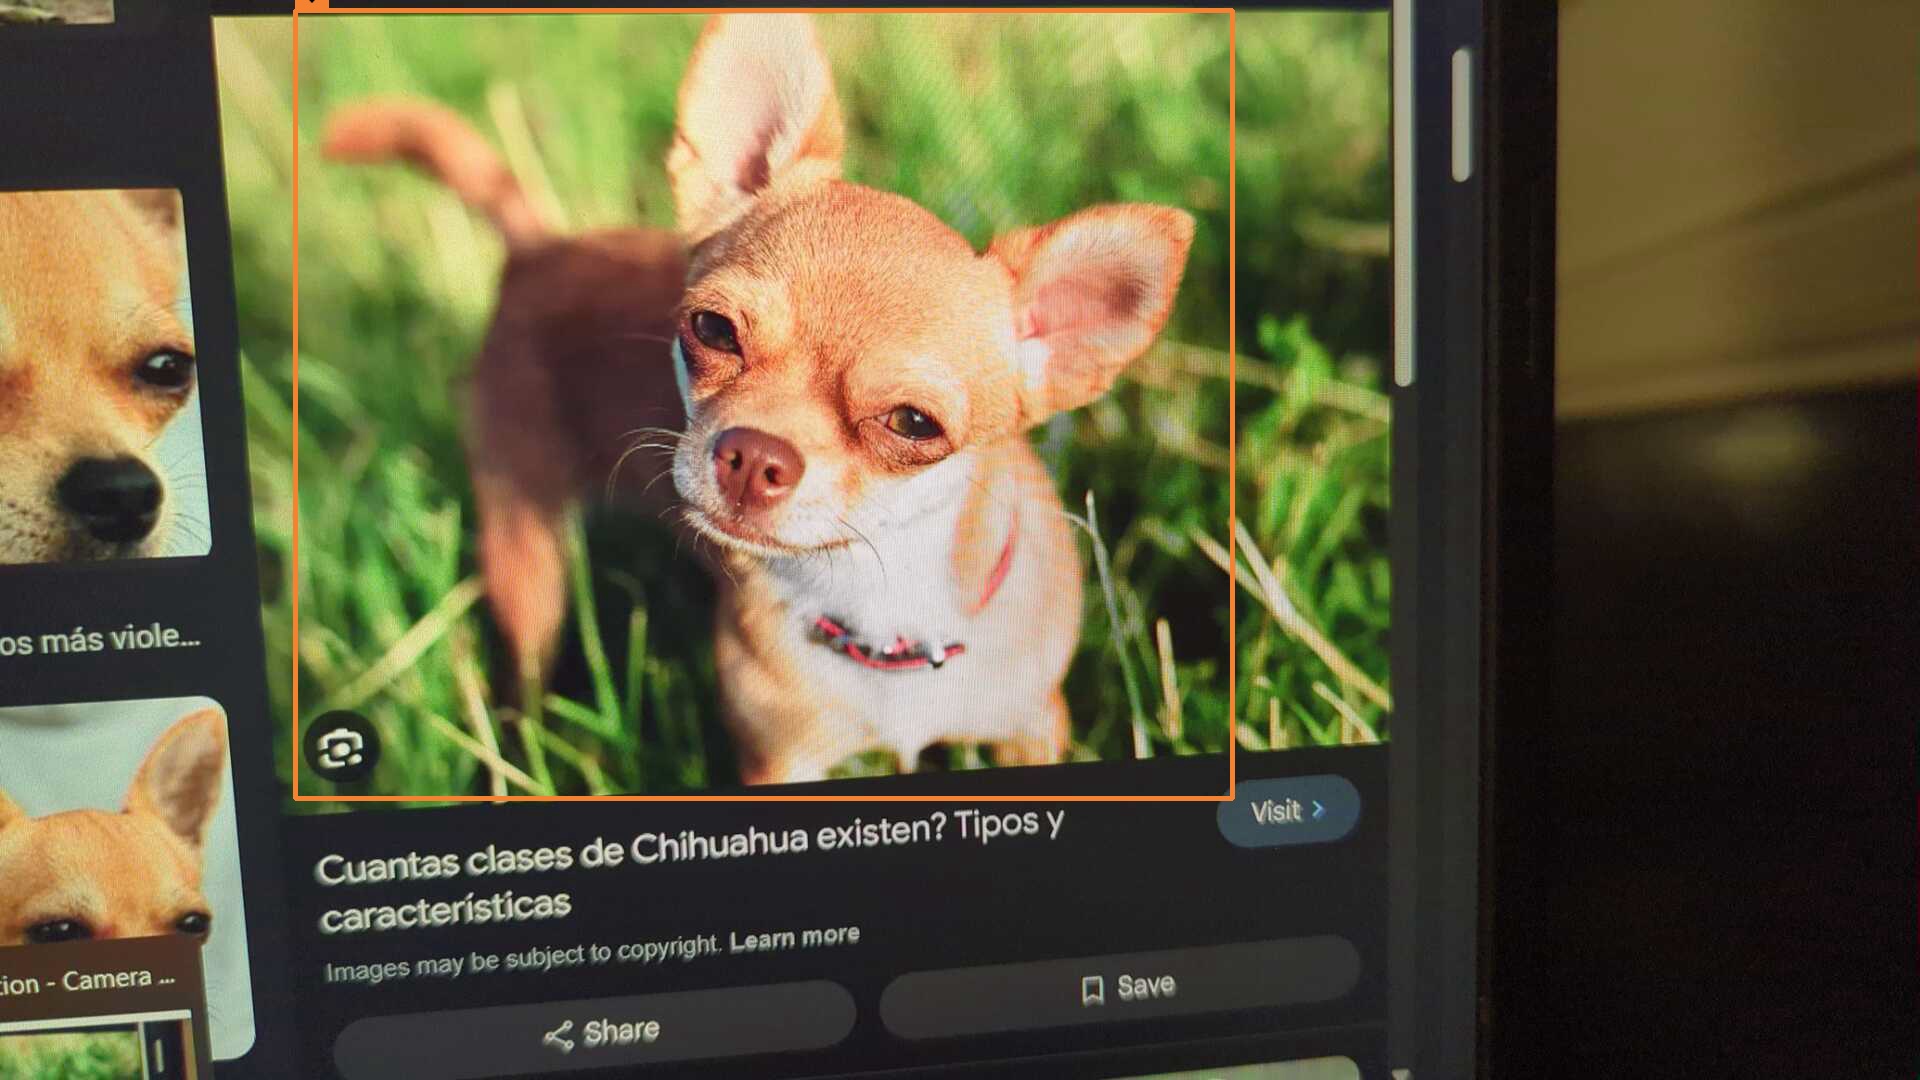 os más viole...
Cuantas clases de Chihuahua existen? Tipos y
características
Visit
Images may be subject to copyright. Learn more
Share
Save
tion - Camera ...